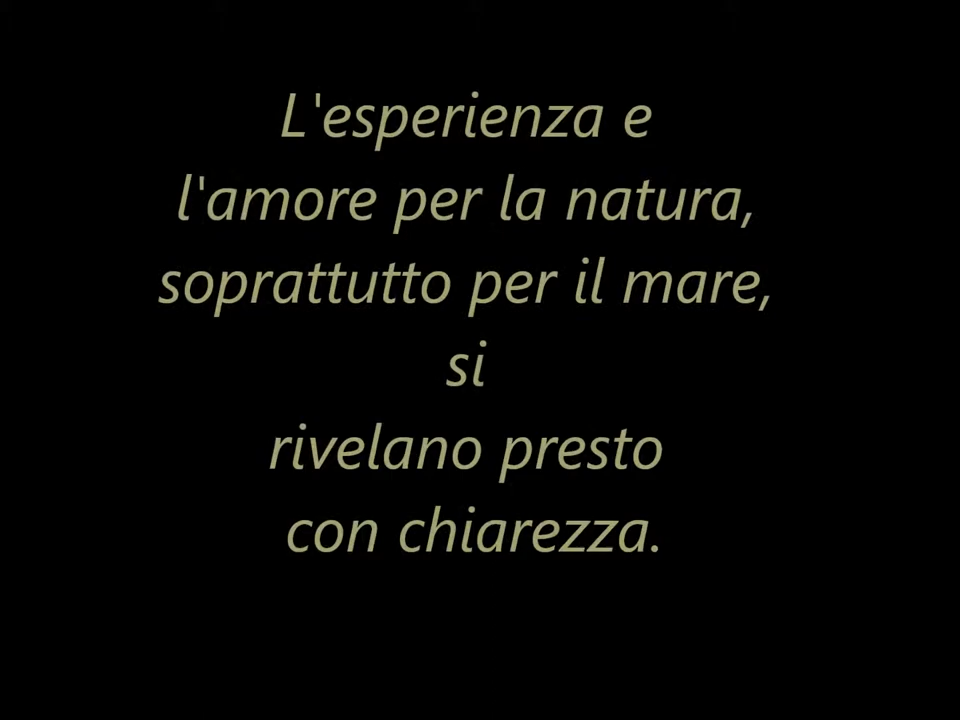 L'esperienza e
l'amore per la natura,
soprattutto per il mare,
si
rivelano presto
con chiarezza.